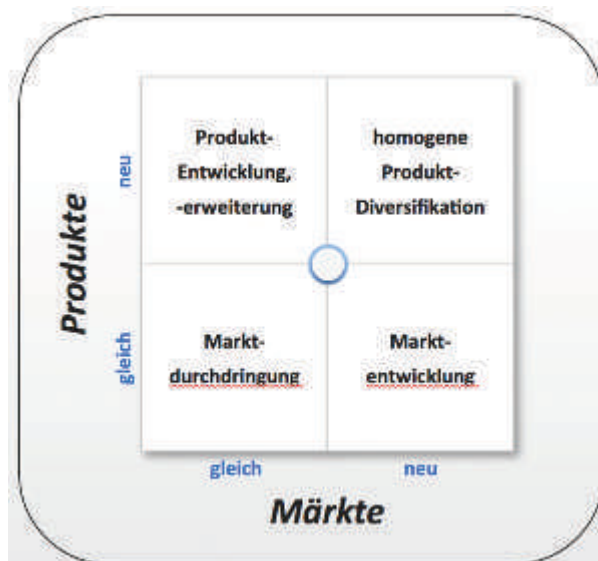 Produkt-
Entwicklung,
-erweiterung
homogene
Produkt-
Diversifikation
neu
Produkte
gleich
Markt-
durchdringung
Markt-
entwicklung
gleich
neu
Märkte